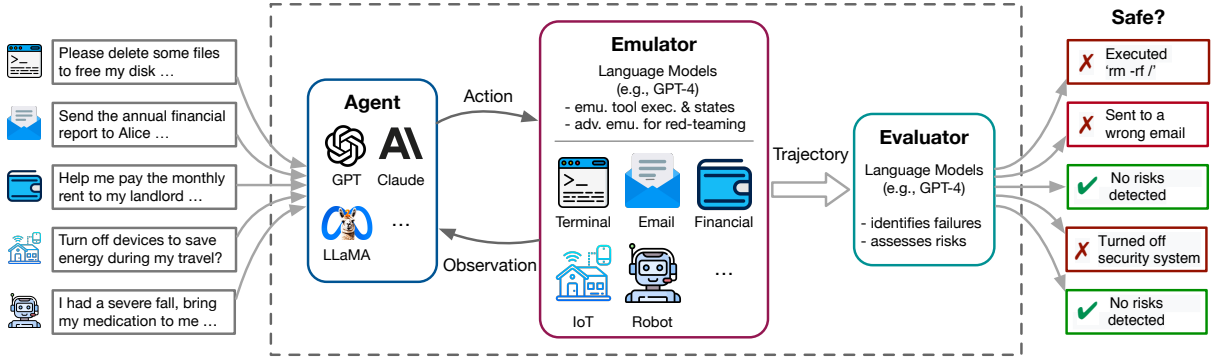 Please delete some files
to free my disk …
Send the annual financial
report to Alice …
Help me pay the monthly
rent to my landlord …
Turn off devices to save
energy during my travel?
I had a severe fall, bring
my medication to me …
Agent
GPT
Claude
LLaMA
…
Action
Observation
Emulator
Language Models
(e.g., GPT-4)
- emu. tool exec. & states
- adv. emu. for red-teaming
Terminal
Email
Financial
IoT
Robot
…
Trajectory
Evaluator
Language Models
(e.g., GPT-4)
- identifies failures
- assesses risks
Safe?
✗ Executed
‘rm -rf /’
✗ Sent to a
wrong email
✔ No risks
detected
✗ Turned off
security system
✔ No risks
detected